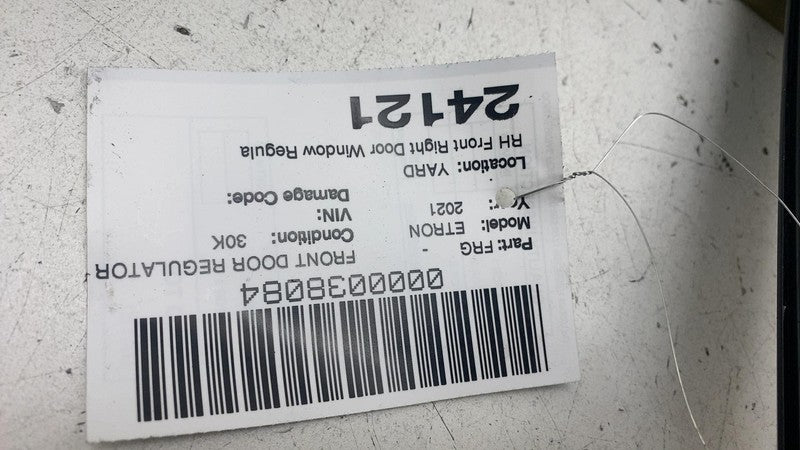 0000038084
Part: FRG - FRONT DOOR REGULATOR
Model: ETRON Condition: 30K
Year: 2021 VIN:
Damage Code:
Location: YARD
RH Front Right Door Window Regula
24121